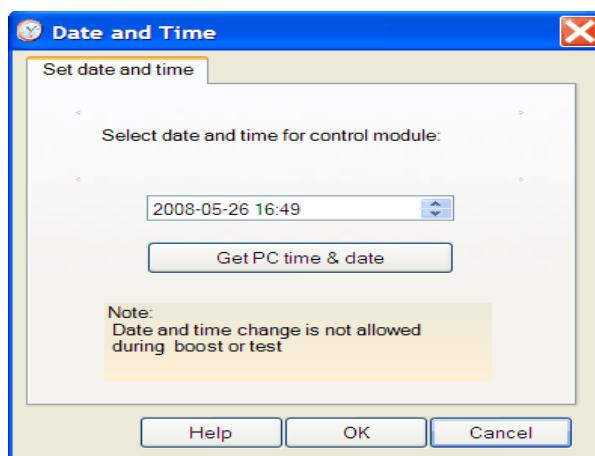 Date and Time
Set date and time
Select date and time for control module:
2008-05-26 16:49
Get PC time & date
Note:
Date and time change is not allowed
during boost or test
Help
OK
Cancel